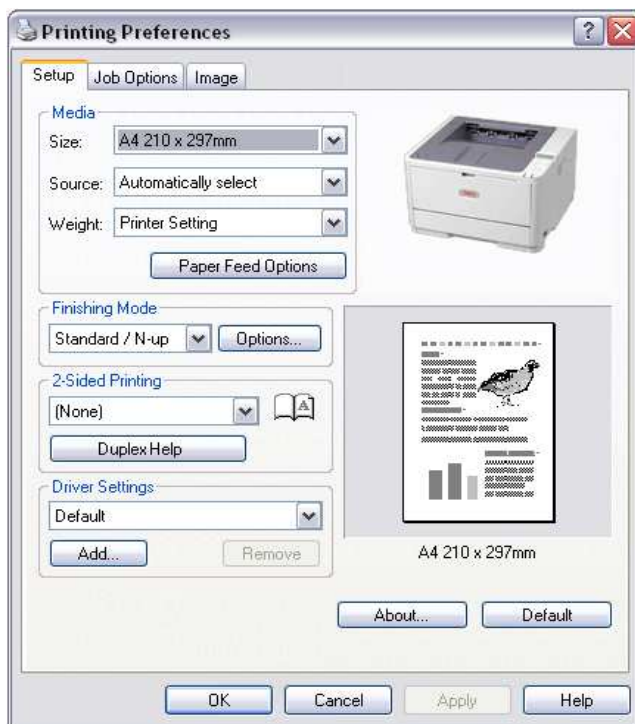 Printing Preferences
Setup
Job Options
Image
Media
Size:
A4 210 x 297mm
Source:
Automatically select
Weight:
Printer Setting
Paper Feed Options
Finishing Mode
Standard / N-up
Options...
2-Sided Printing
(None)
A
Duplex Help
Driver Settings
Default
Add...
Remove
A4 210 x 297mm
About...
Default
OK
Cancel
Apply
Help